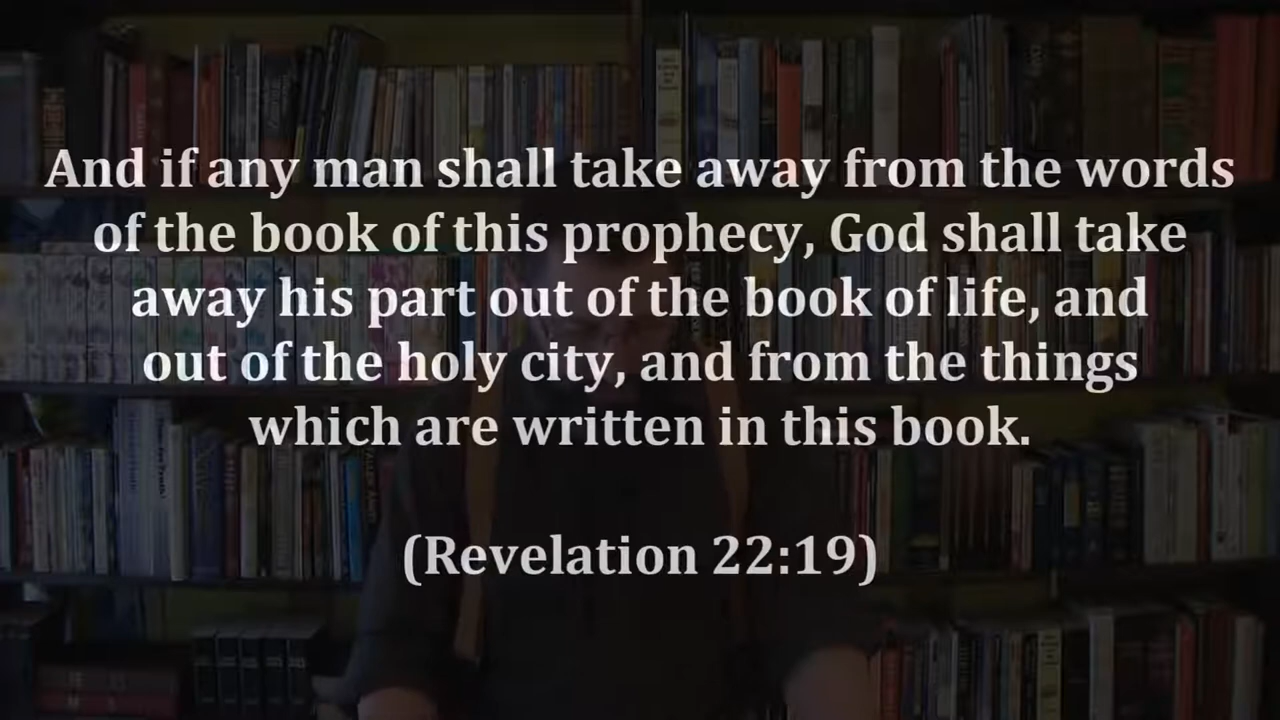 And if any man shall take away from the words
of the book of this prophecy, God shall take
away his part out of the book of life, and
out of the holy city, and from the things
which are written in this book.
(Revelation 22:19)